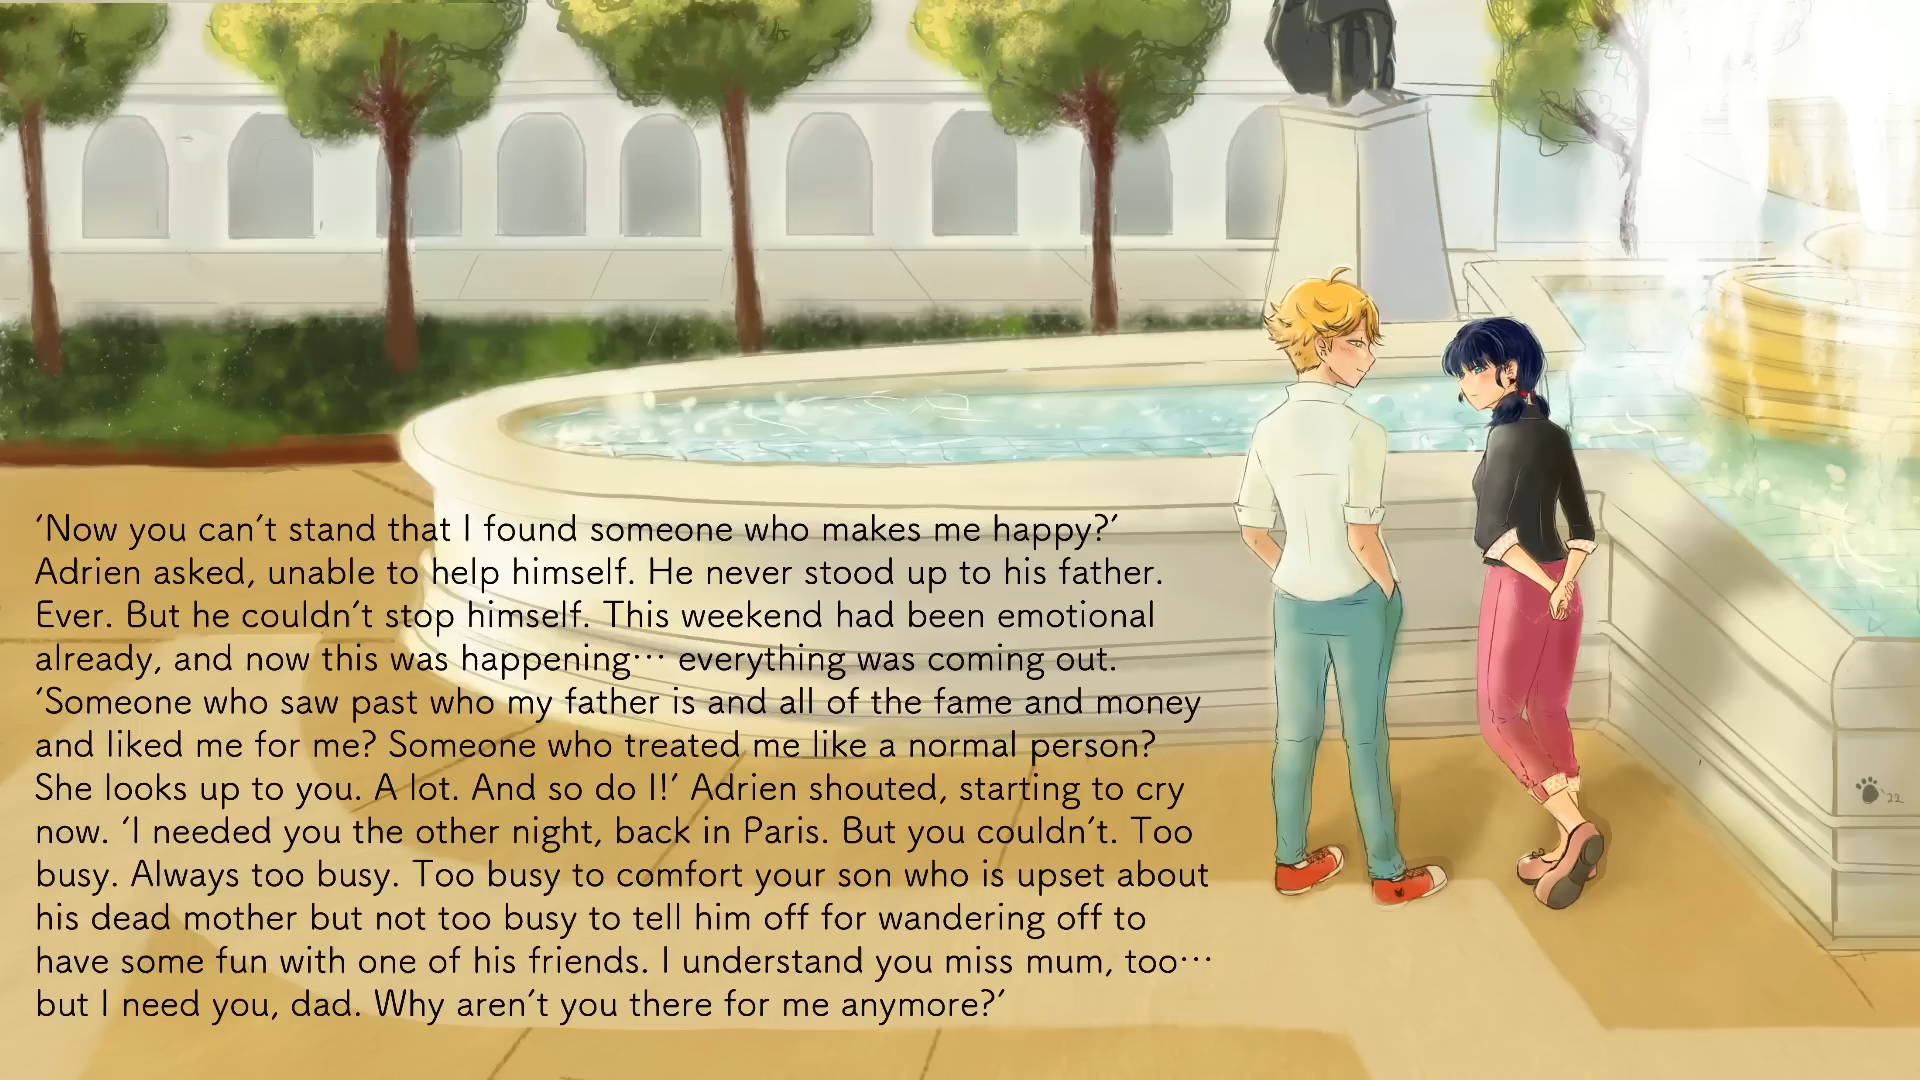 ‘Now you can’t stand that I found someone who makes me happy?’
Adrien asked, unable to help himself. He never stood up to his father.
Ever. But he couldn’t stop himself. This weekend had been emotional
already, and now this was happening… everything was coming out.
‘Someone who saw past who my father is and all of the fame and money
and liked me for me? Someone who treated me like a normal person?
She looks up to you. A lot. And so do I!’ Adrien shouted, starting to cry
now. ‘I needed you the other night, back in Paris. But you couldn’t. Too
busy. Always too busy. Too busy to comfort your son who is upset about
his dead mother but not too busy to tell him off for wandering off to
have some fun with one of his friends. I understand you miss mum, too…
but I need you, dad. Why aren’t you there for me anymore?’
‘22